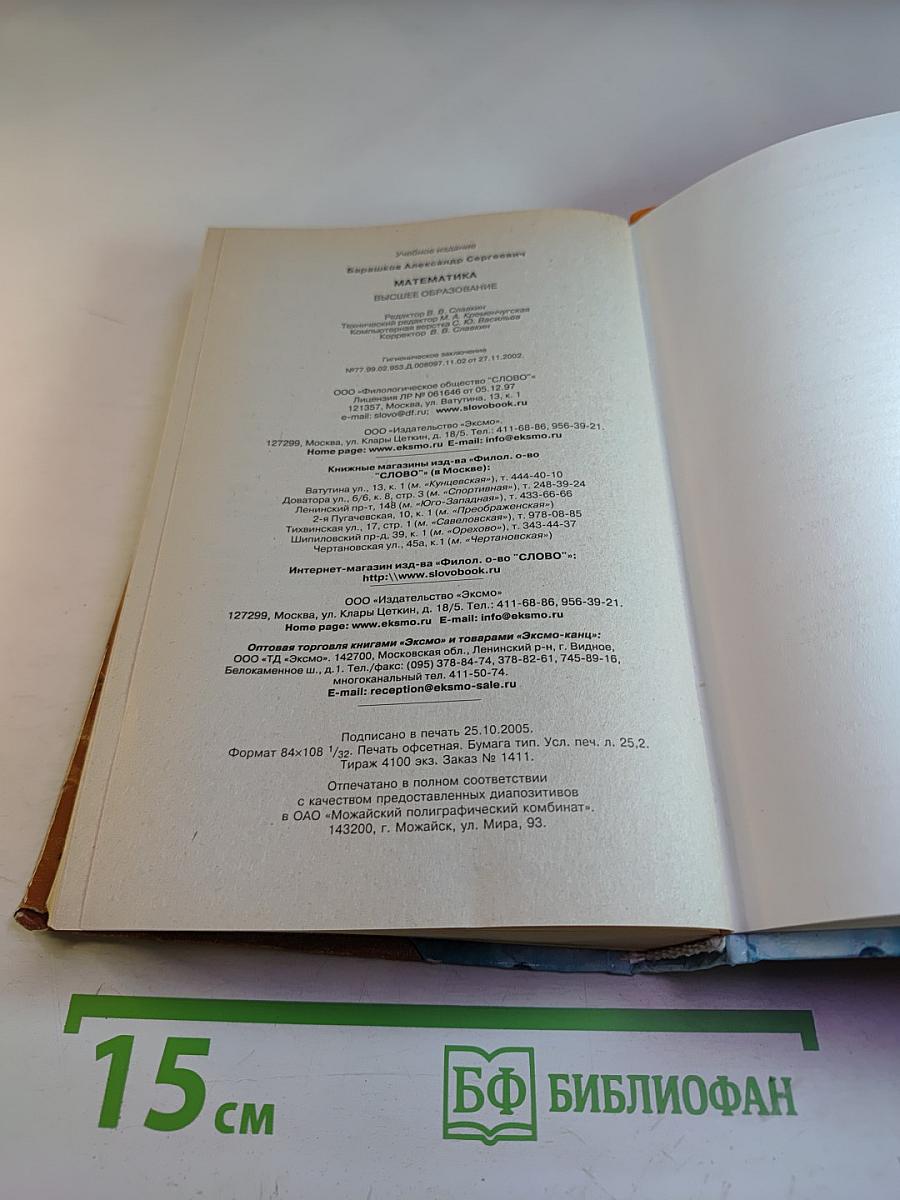 Учебное издание
Барашков Александр Сергеевич
МАТЕМАТИКА
ВЫСШЕЕ ОБРАЗОВАНИЕ
Редактор В. В. Славкин
Технический редактор М. А. Кременчугская
Компьютерная верстка С. Ю. Васильев
Корректор В. В. Славкин
Гигиеническое заключение
№77.99.02.953.Д.008097.11.02 от 27.11.2002.
ООО «Филологическое общество "СЛОВО"»
Лицензия ЛР № 061646 от 05.12.97
121357, Москва, ул. Ватутина, 13, к. 1
e-mail: slovo@df.ru; www.slovobook.ru
ООО «Издательство «Эксмо».
127299, Москва, ул. Клары Цеткин, д. 18/5. Тел.: 411-68-86, 956-39-21.
Home page: www.eksmo.ru E-mail: info@eksmo.ru
Книжные магазины изд-ва «Филол. о-во
"СЛОВО"» (в Москве):
Ватутина ул., 13, к. 1 (м. «Кунцевская»), т. 444-40-10
Доватора ул., 6/6, к. 8, стр. 3 (м. «Спортивная»), т. 248-39-24
Ленинский пр-т, 148 (м. «Юго-Западная»), т. 433-66-66
2-я Пугачевская, 10, к. 1 (м. «Преображенская»)
Тихвинская ул., 17, стр. 1 (м. «Савеловская»), т. 978-08-85
Шипиловский пр-д, 39, к. 1 (м. «Орехово»), т. 343-44-37
Чертановская ул., 45а, к.1 (м. «Чертановская»)
Интернет-магазин изд-ва «Филол. о-во "СЛОВО"»:
http:\\www.slovobook.ru
ООО «Издательство «Эксмо»
127299, Москва, ул. Клары Цеткин, д. 18/5. Тел.: 411-68-86, 956-39-21.
Home page: www.eksmo.ru E-mail: info@eksmo.ru
Оптовая торговля книгами «Эксмо» и товарами «Эксмо-канц»:
ООО «ТД «Эксмо». 142700, Московская обл., Ленинский р-н, г. Видное,
Белокаменное ш., д.1. Тел./факс: (095) 378-84-74, 378-82-61, 745-89-16,
многоканальный тел. 411-50-74.
E-mail: reception@eksmo-sale.ru
Подписано в печать 25.10.2005.
Формат 84×108 1/32. Печать офсетная. Бумага тип. Усл. печ. л. 25,2.
Тираж 4100 экз. Заказ № 1411.
Отпечатано в полном соответствии
с качеством предоставленных диапозитивов
в ОАО «Можайский полиграфический комбинат».
143200, г. Можайск, ул. Мира, 93.
15 см
БФ БИБЛИОФАН